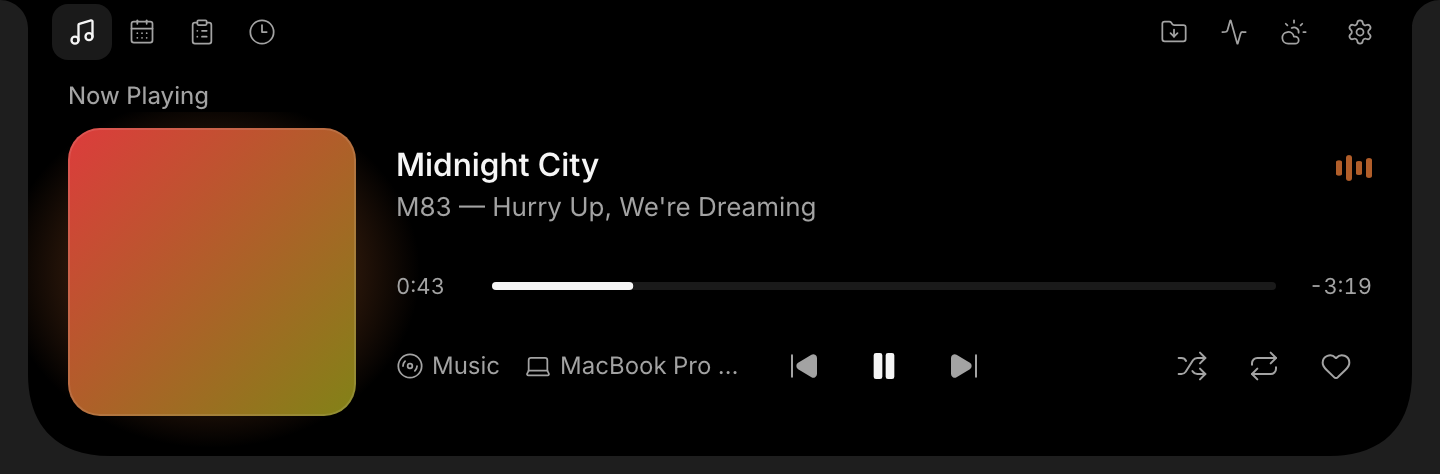 Now Playing
Midnight City
M83 — Hurry Up, We're Dreaming
0:43
-3:19
Music
MacBook Pro ...